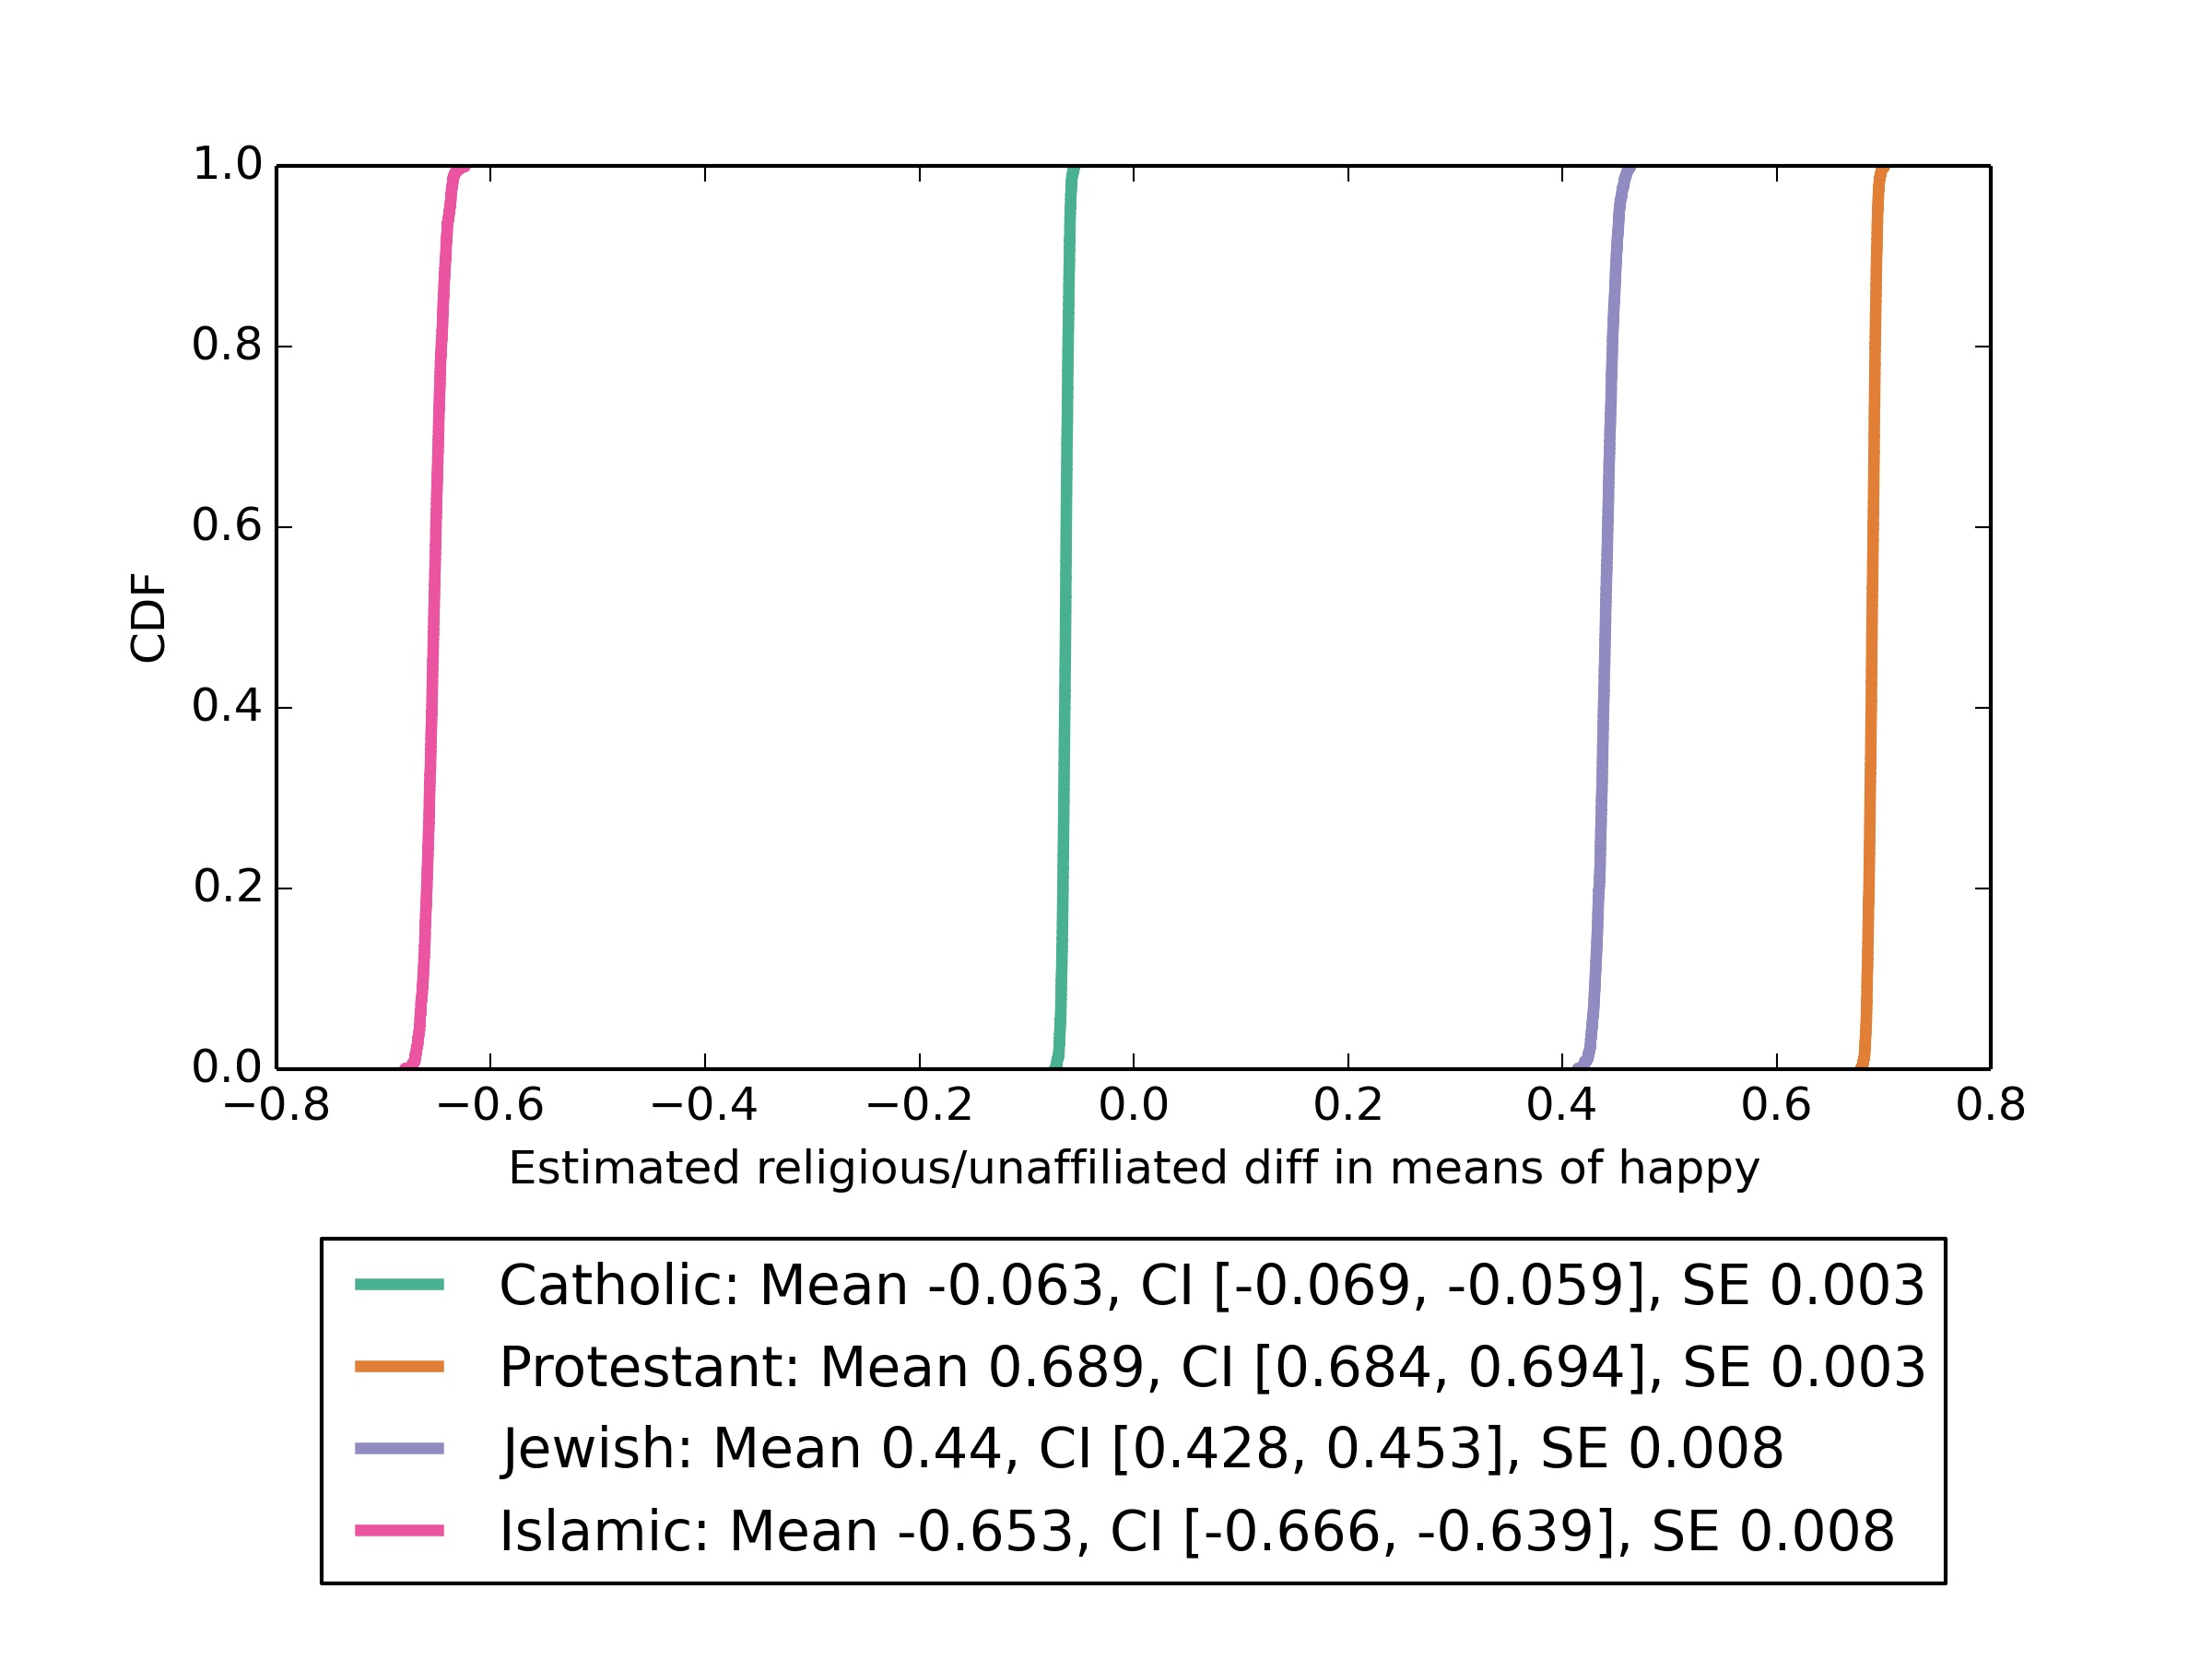 1.0
0.8
0.6
0.4
0.2
0.0
CDF
−0.8 −0.6 −0.4 −0.2 0.0 0.2 0.4 0.6 0.8
Estimated religious/unaffiliated diff in means of happy
Catholic: Mean -0.063, CI [-0.069, -0.059], SE 0.003
Protestant: Mean 0.689, CI [0.684, 0.694], SE 0.003
Jewish: Mean 0.44, CI [0.428, 0.453], SE 0.008
Islamic: Mean -0.653, CI [-0.666, -0.639], SE 0.008